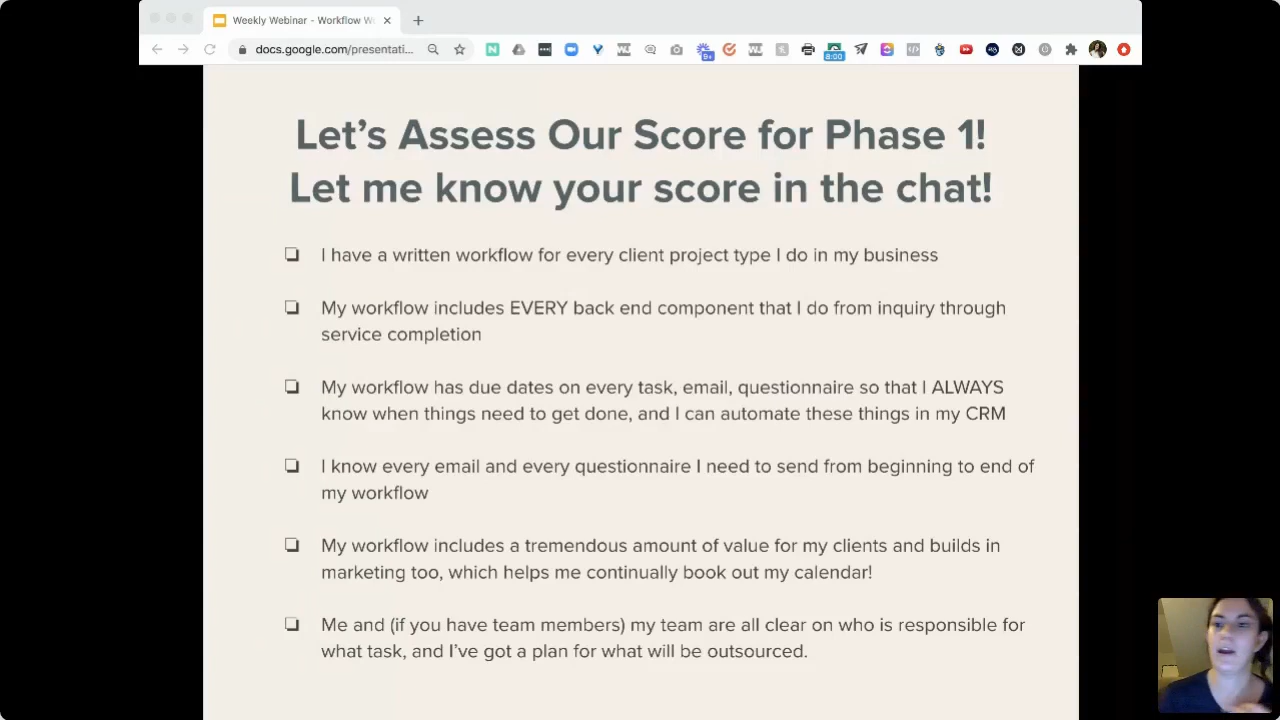 Weekly Webinar - Workflow W
docs.google.com/presentati...
9+
8:00
Let's Assess Our Score for Phase 1!
Let me know your score in the chat!
I have a written workflow for every client project type I do in my business
My workflow includes EVERY back end component that I do from inquiry through
service completion
My workflow has due dates on every task, email, questionnaire so that I ALWAYS
know when things need to get done, and I can automate these things in my CRM
I know every email and every questionnaire I need to send from beginning to end of
my workflow
My workflow includes a tremendous amount of value for my clients and builds in
marketing too, which helps me continually book out my calendar!
Me and (if you have team members) my team are all clear on who is responsible for
what task, and I've got a plan for what will be outsourced.